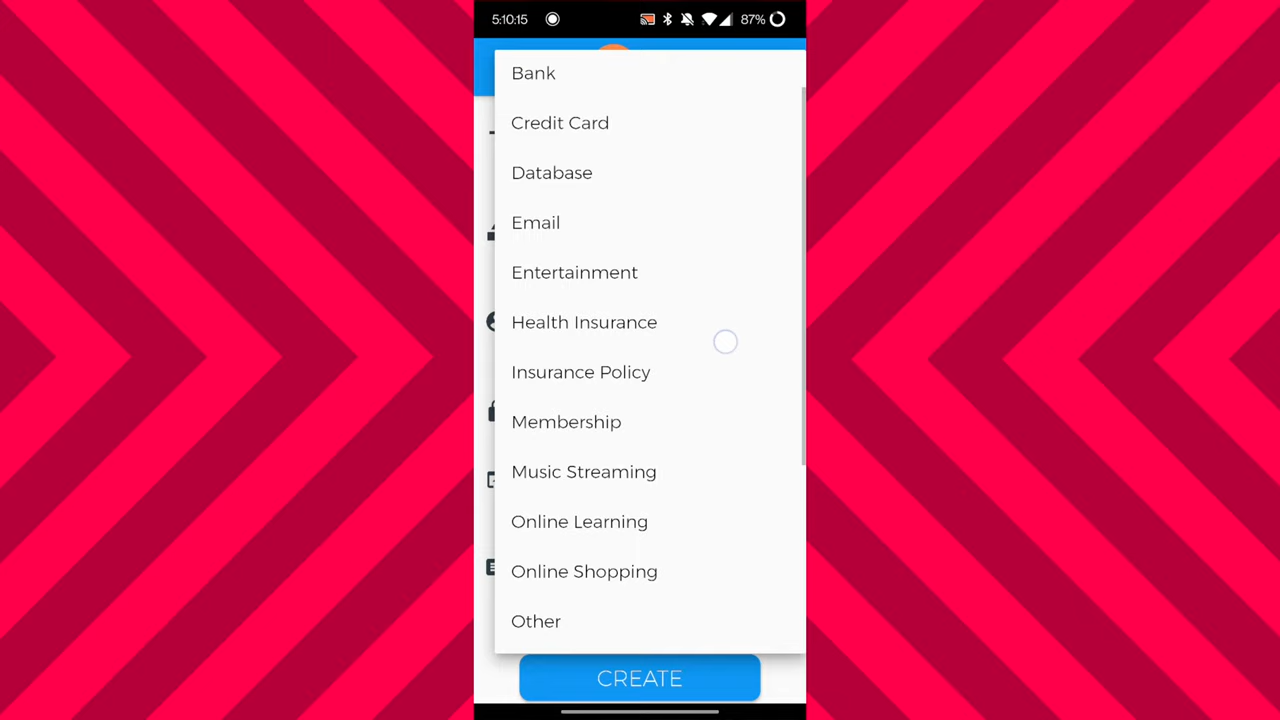 5:10:15 87%
Bank
Credit Card
Database
Email
Entertainment
Health Insurance
Insurance Policy
Membership
Music Streaming
Online Learning
Online Shopping
Other
CREATE